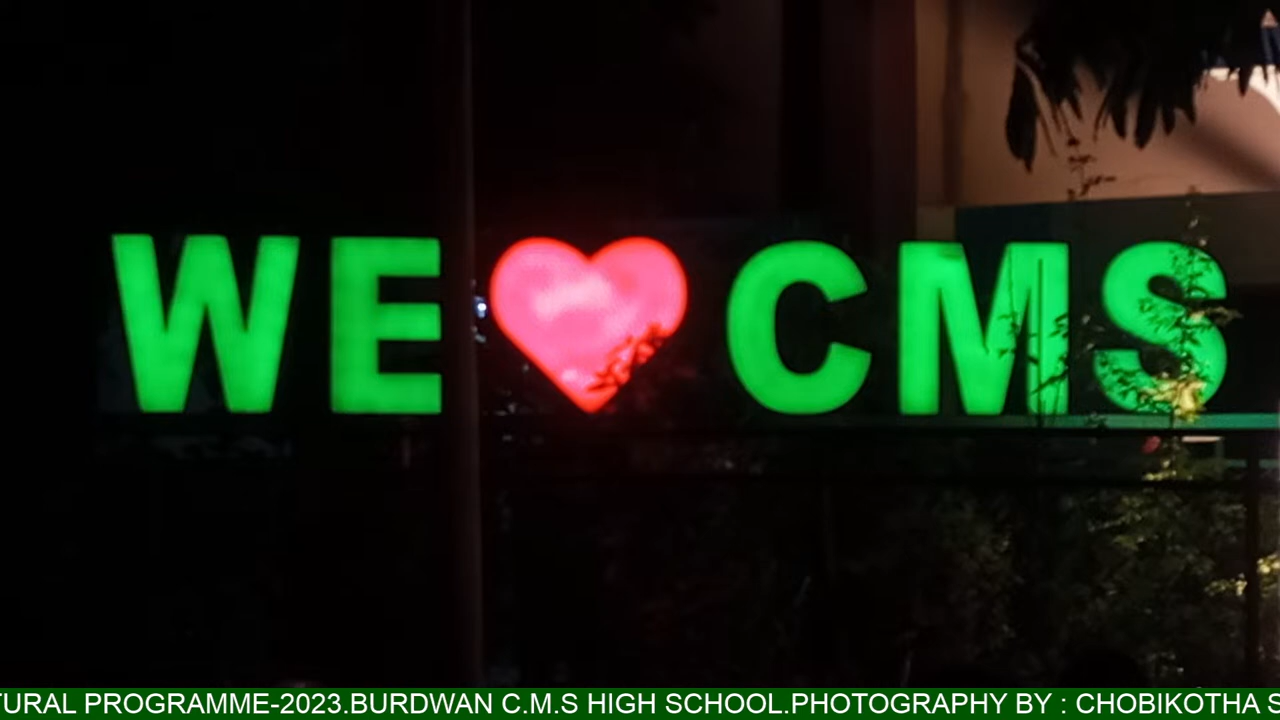 WE ❤ CMS
TURAL PROGRAMME-2023.BURDWAN C.M.S HIGH SCHOOL.PHOTOGRAPHY BY : CHOBIKOTHA S